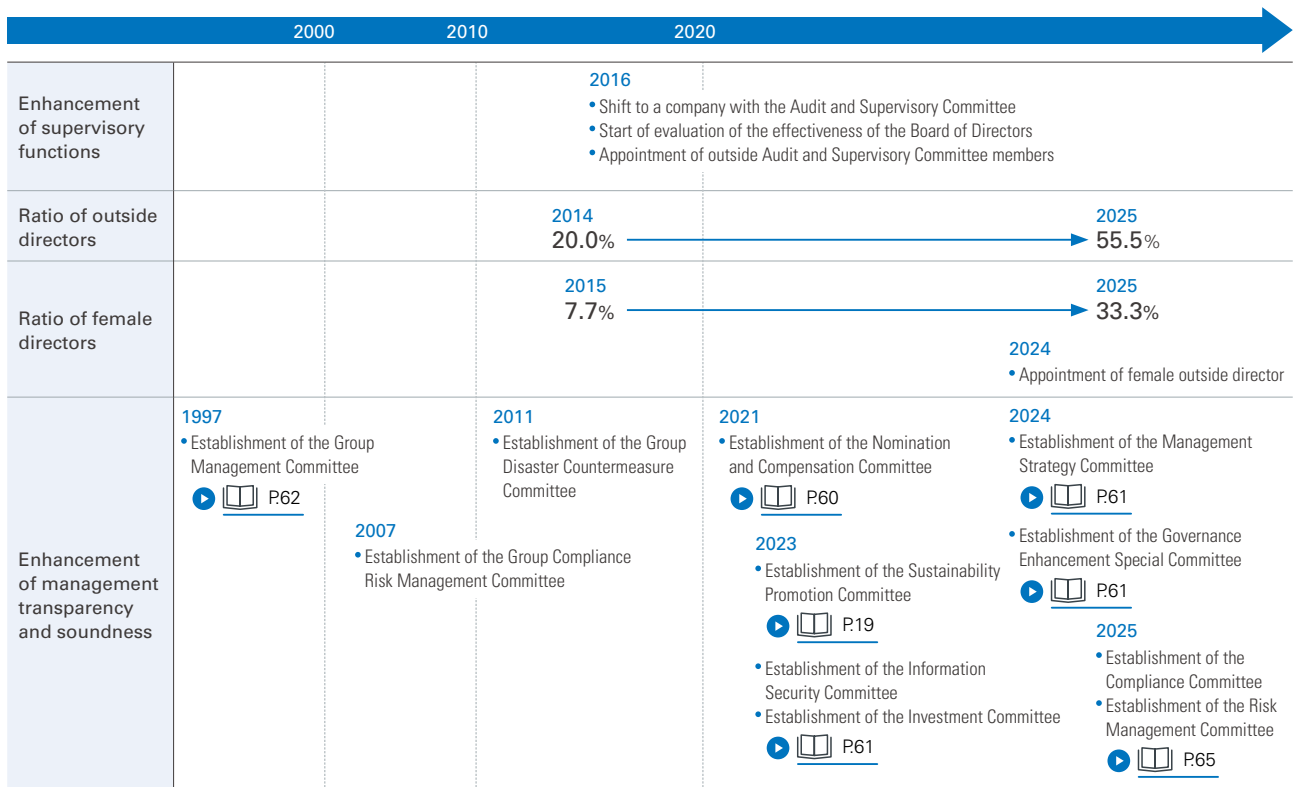 2000
2010
2020
Enhancement
of supervisory
functions
2016
• Shift to a company with the Audit and Supervisory Committee
• Start of evaluation of the effectiveness of the Board of Directors
• Appointment of outside Audit and Supervisory Committee members
Ratio of outside
directors
2014
20.0%
2025
55.5%
Ratio of female
directors
2015
7.7%
2025
33.3%
2024
• Appointment of female outside director
Enhancement
of management
transparency
and soundness
1997
• Establishment of the Group
Management Committee
P.62
2007
• Establishment of the Group Compliance
Risk Management Committee
2011
• Establishment of the Group
Disaster Countermeasure
Committee
2021
• Establishment of the Nomination
and Compensation Committee
P.60
2023
• Establishment of the Sustainability
Promotion Committee
P.19
• Establishment of the Information
Security Committee
• Establishment of the Investment Committee
P.61
2024
• Establishment of the Management
Strategy Committee
P.61
• Establishment of the Governance
Enhancement Special Committee
P.61
2025
• Establishment of the
Compliance Committee
• Establishment of the Risk
Management Committee
P.65